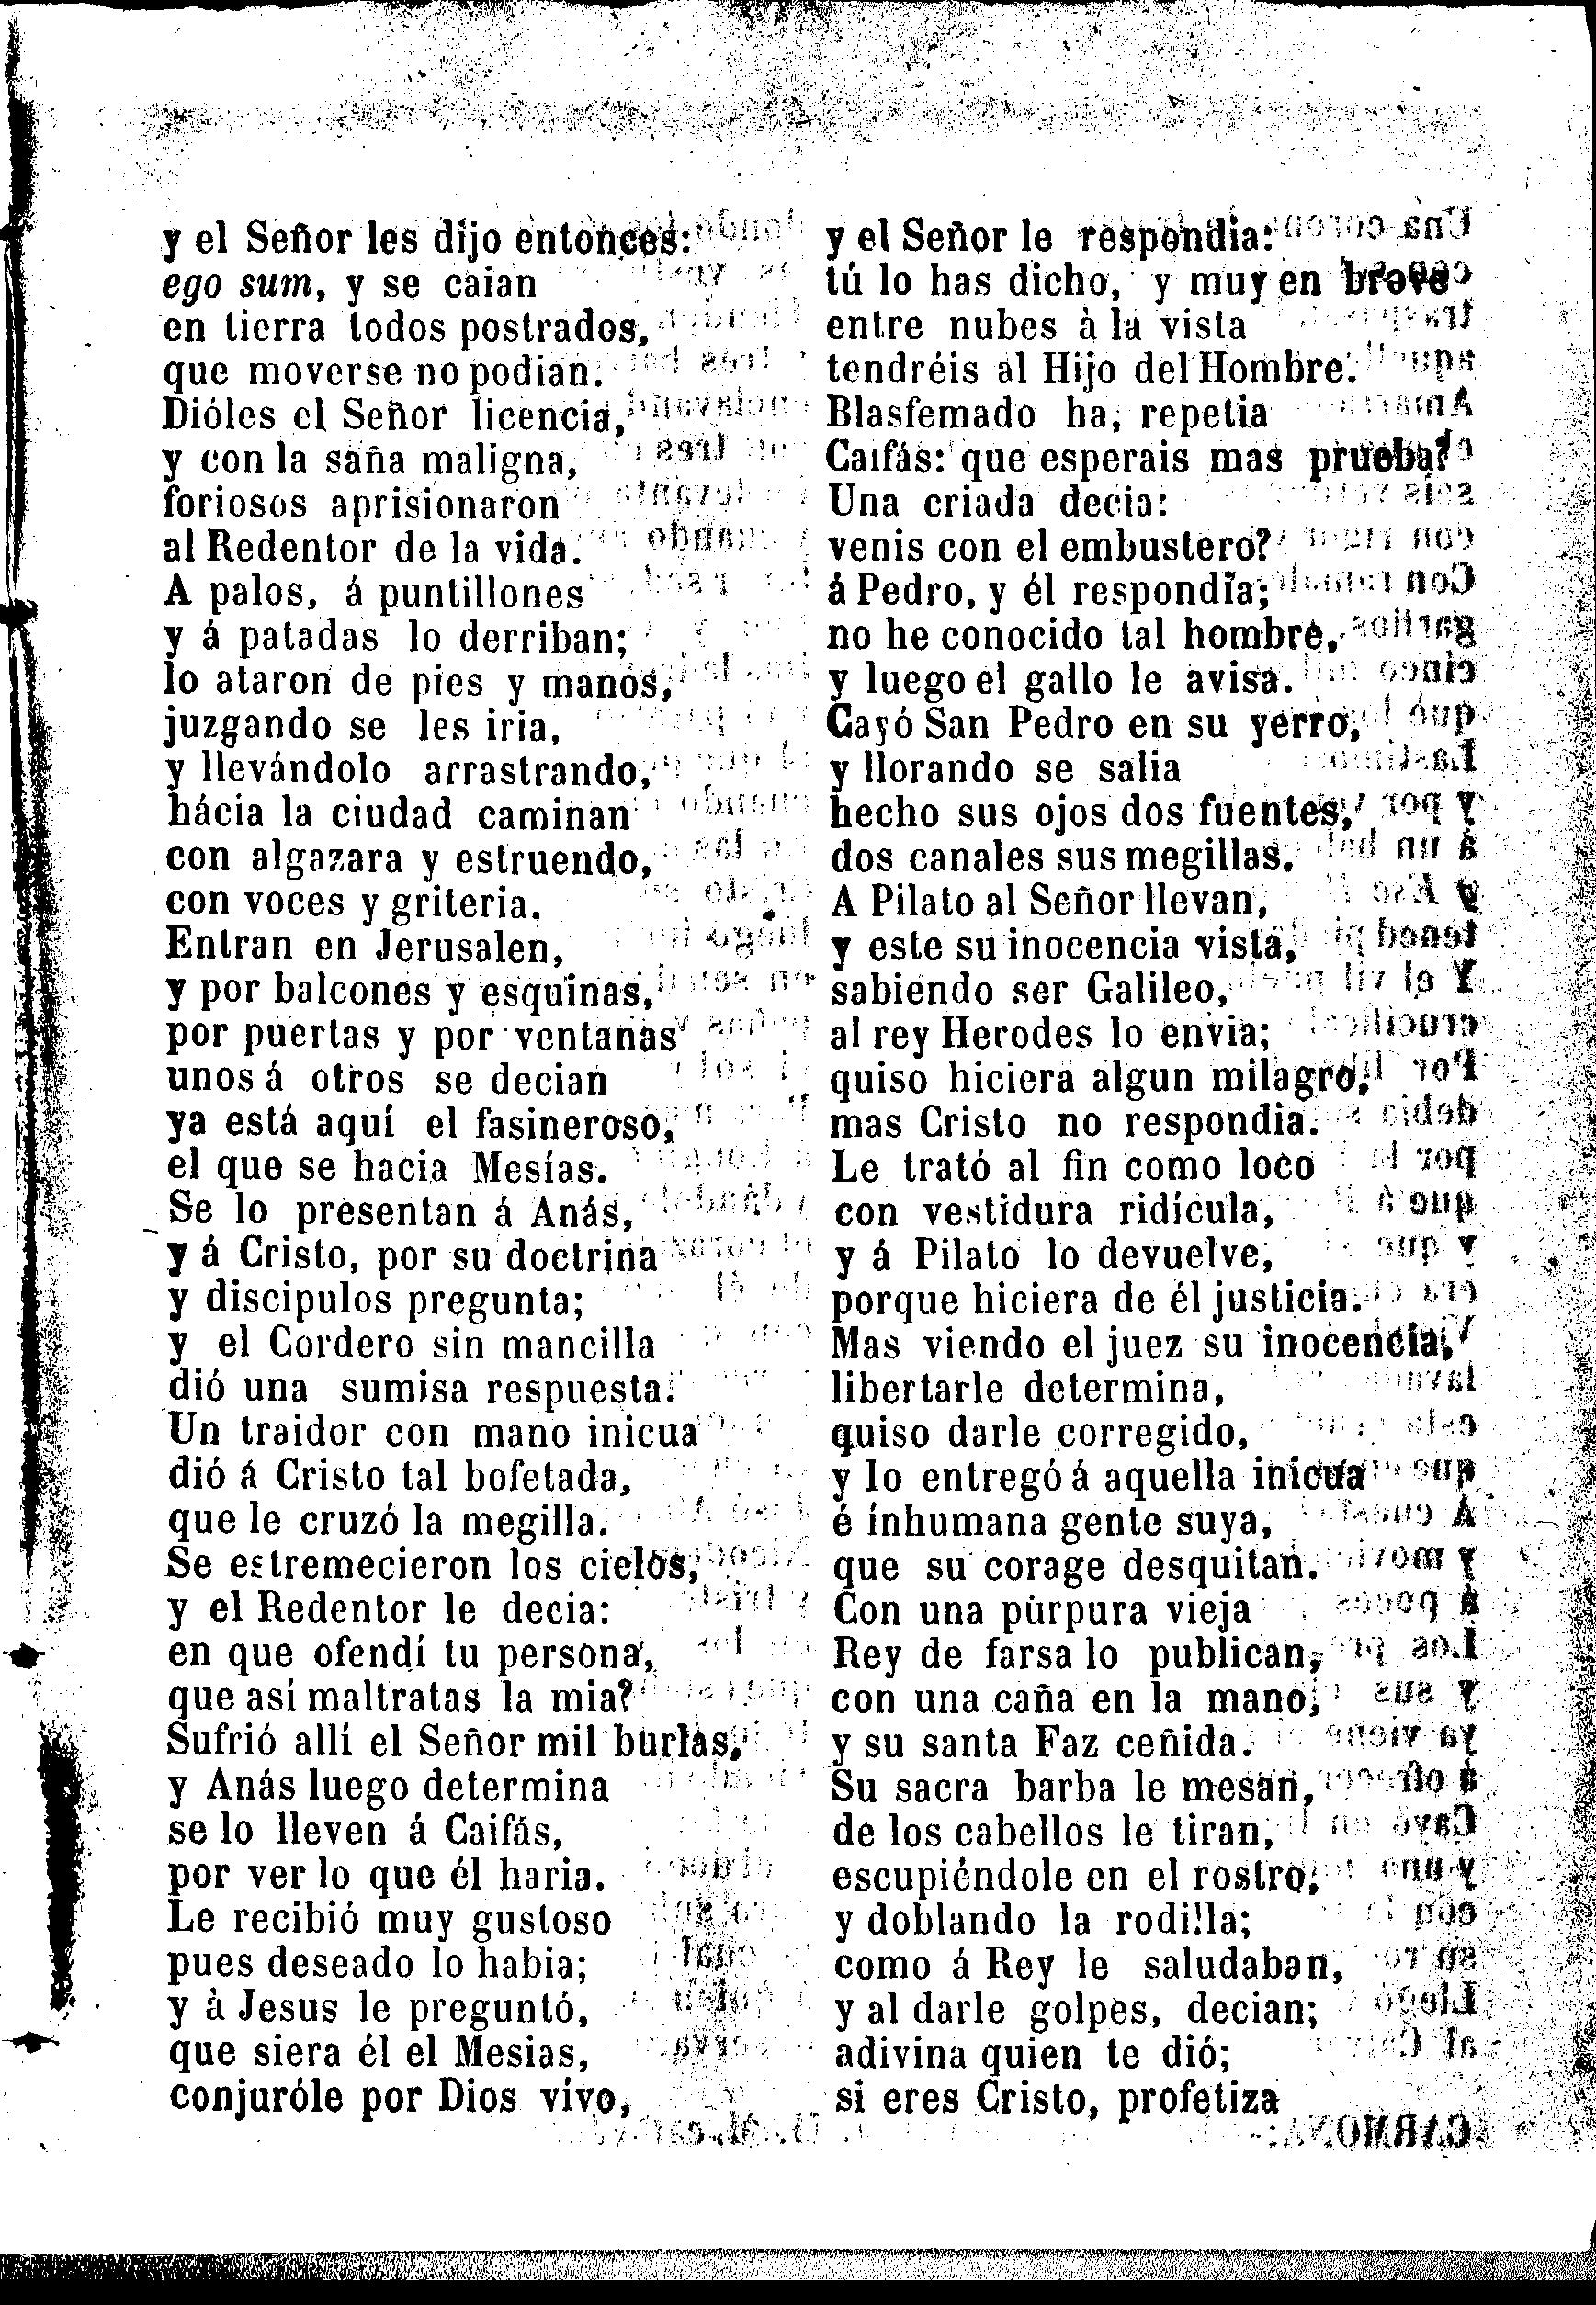 y el Señor les dijo entonces:
ego sum, y se caian
en tierra todos postrados,
que moverse no podian.
Dióles el Señor licencia,
y con la saña maligna,
foriosos aprisionaron
al Redentor de la vida.
A palos, á puntillones
y á patadas lo derriban;
lo ataron de pies y manos,
juzgando se les iria,
y llevándolo arrastrando,
hácia la ciudad caminan
con algazara y estruendo,
con voces y griteria.
Entran en Jerusalen,
y por balcones y esquinas,
por puertas y por ventanas
unos á otros se decian
ya está aquí el fasineroso,
el que se hacia Mesías.
Se lo presentan á Anás,
y á Cristo, por su doctrina
y discipulos pregunta;
y el Cordero sin mancilla
dió una sumisa respuesta.
Un traidor con mano inicua
dió á Cristo tal bofetada,
que le cruzó la megilla.
Se estremecieron los cielos,
y el Redentor le decia:
en que ofendí tu persona,
que así maltratas la mia?
Sufrió allí el Señor mil burlas,
y Anás luego determina
se lo lleven á Caifás,
por ver lo que él haria.
Le recibió muy gustoso
pues deseado lo habia;
y à Jesus le preguntó,
que siera él el Mesias,
conjuróle por Dios vivo,
y el Señor le respondia:
tú lo has dicho, y muy en breve
entre nubes à la vista
tendréis al Hijo del Hombre.
Blasfemado ha, repetia
Caifás: que esperais mas prueba?
Una criada decia:
venis con el embustero?
á Pedro, y él respondía;
no he conocido tal hombre,
y luego el gallo le avisa.
Cayó San Pedro en su yerro,
y llorando se salia
hecho sus ojos dos fuentes,
dos canales sus megillas.
A Pilato al Señor llevan,
y este su inocencia vista,
sabiendo ser Galileo,
al rey Herodes lo envia;
quiso hiciera algun milagro,
mas Cristo no respondia.
Le trató al fin como loco
con vestidura ridícula,
y á Pilato lo devuelve,
porque hiciera de él justicia.
Mas viendo el juez su inocencia,
libertarle determina,
quiso darle corregido,
y lo entregó á aquella inicua
é ínhumana gente suya,
que su corage desquitan.
Con una pùrpura vieja
Rey de farsa lo publican,
con una caña en la mano,
y su santa Faz ceñida.
Su sacra barba le mesan,
de los cabellos le tiran,
escupiéndole en el rostro,
y doblando la rodilla;
como á Rey le saludaban,
y al darle golpes, decian;
adivina quien te dió;
si eres Cristo, profetiza